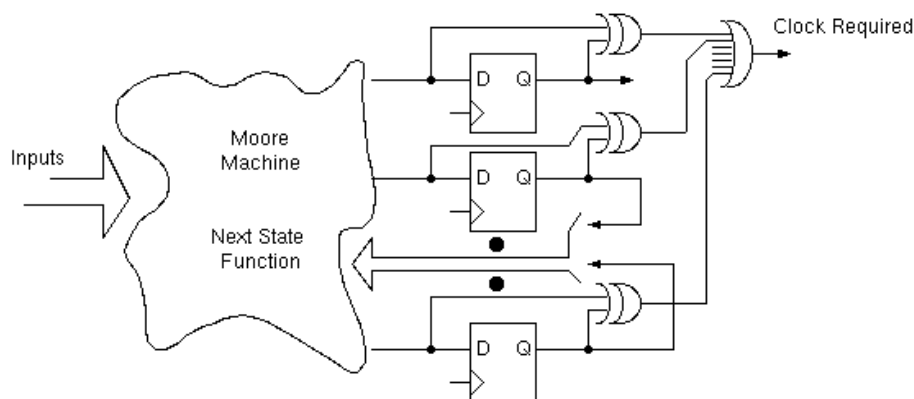 Clock Required
D Q
Moore
Machine
Inputs
D Q
Next State
Function
D Q